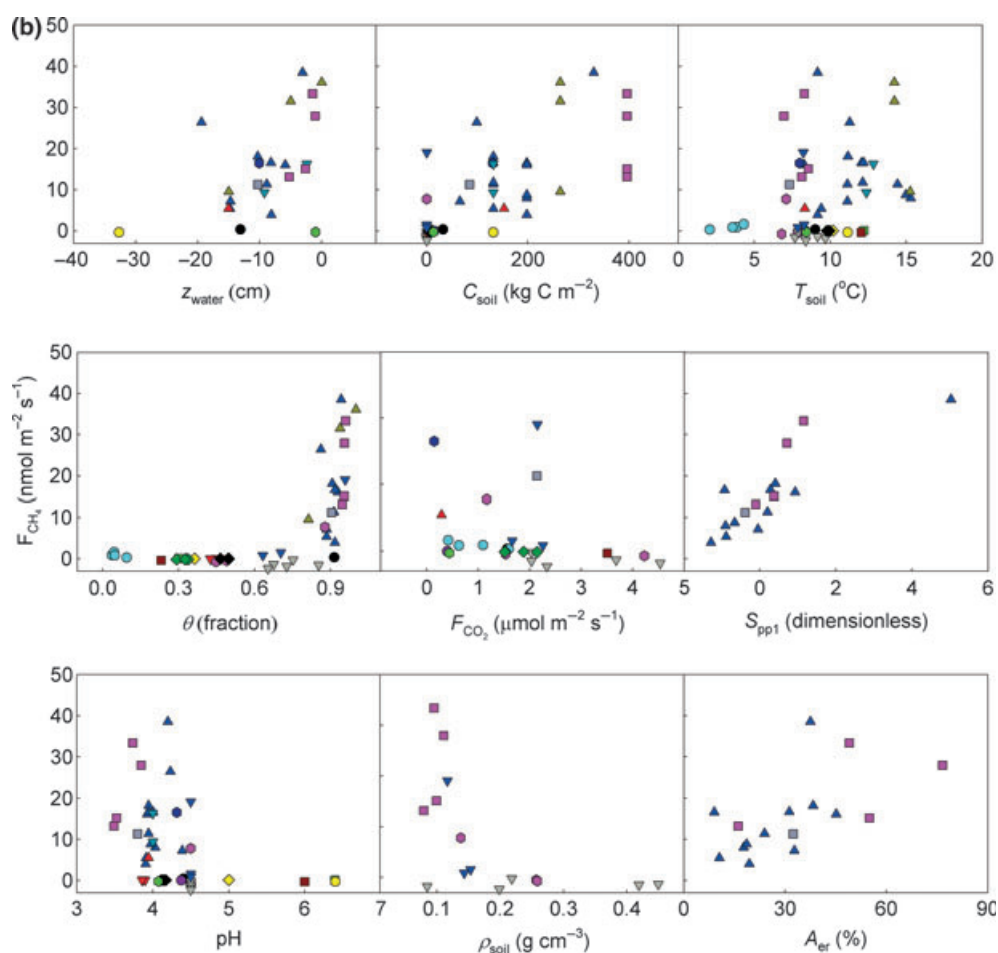 (b)
50
40
30
20
10
0
−40 −30 −20 −10 0 0 200 400 0 5 10 15 20
z_water (cm) C_soil (kg C m⁻²) T_soil (°C)
F_CH₄ (nmol m⁻² s⁻¹)
50
40
30
20
10
0
0.0 0.3 0.6 0.9 0 1 2 3 4 5 0 5 6
θ (fraction) F_CO₂ (μmol m⁻² s⁻¹) S_pp1 (dimensionless)
50
40
30
20
10
0
3 4 5 6 7 0.1 0.2 0.3 0.4 0 30 60 90
pH ρ_soil (g cm⁻³) A_er (%)